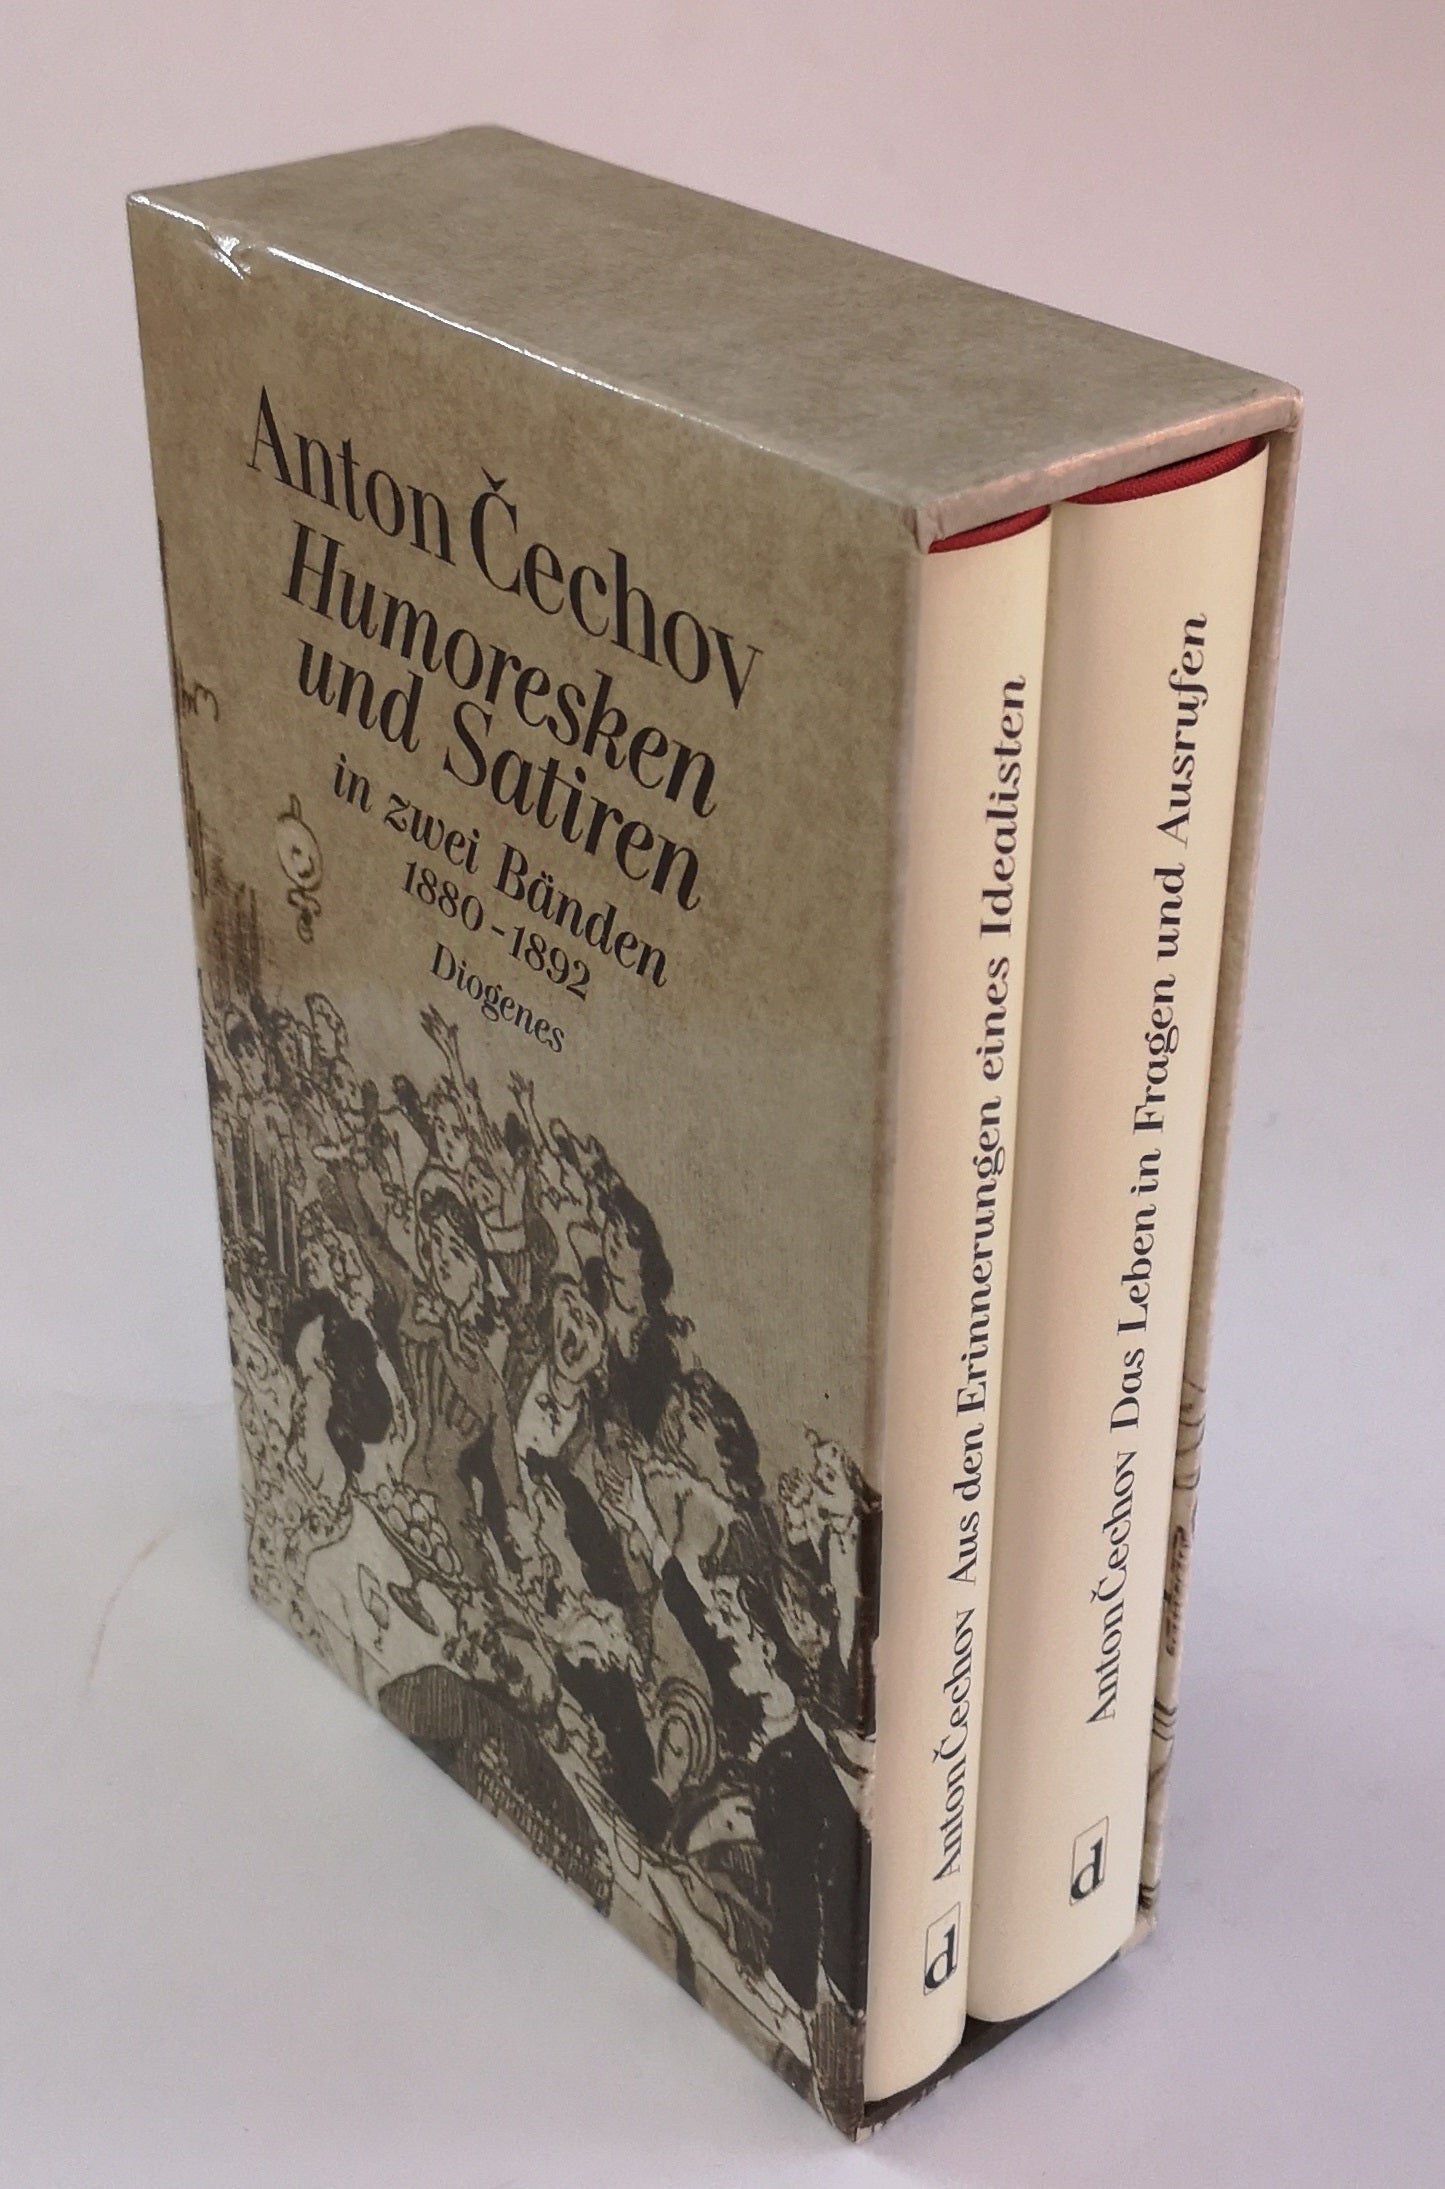 Anton Čechov
Humoresken
und Satiren
in zwei Bänden
1880-1892
Diogenes
Anton Čechov Aus den Erinnerungen eines Idealisten
d
Anton Čechov Das Leben in Fragen und Ausrufen
d